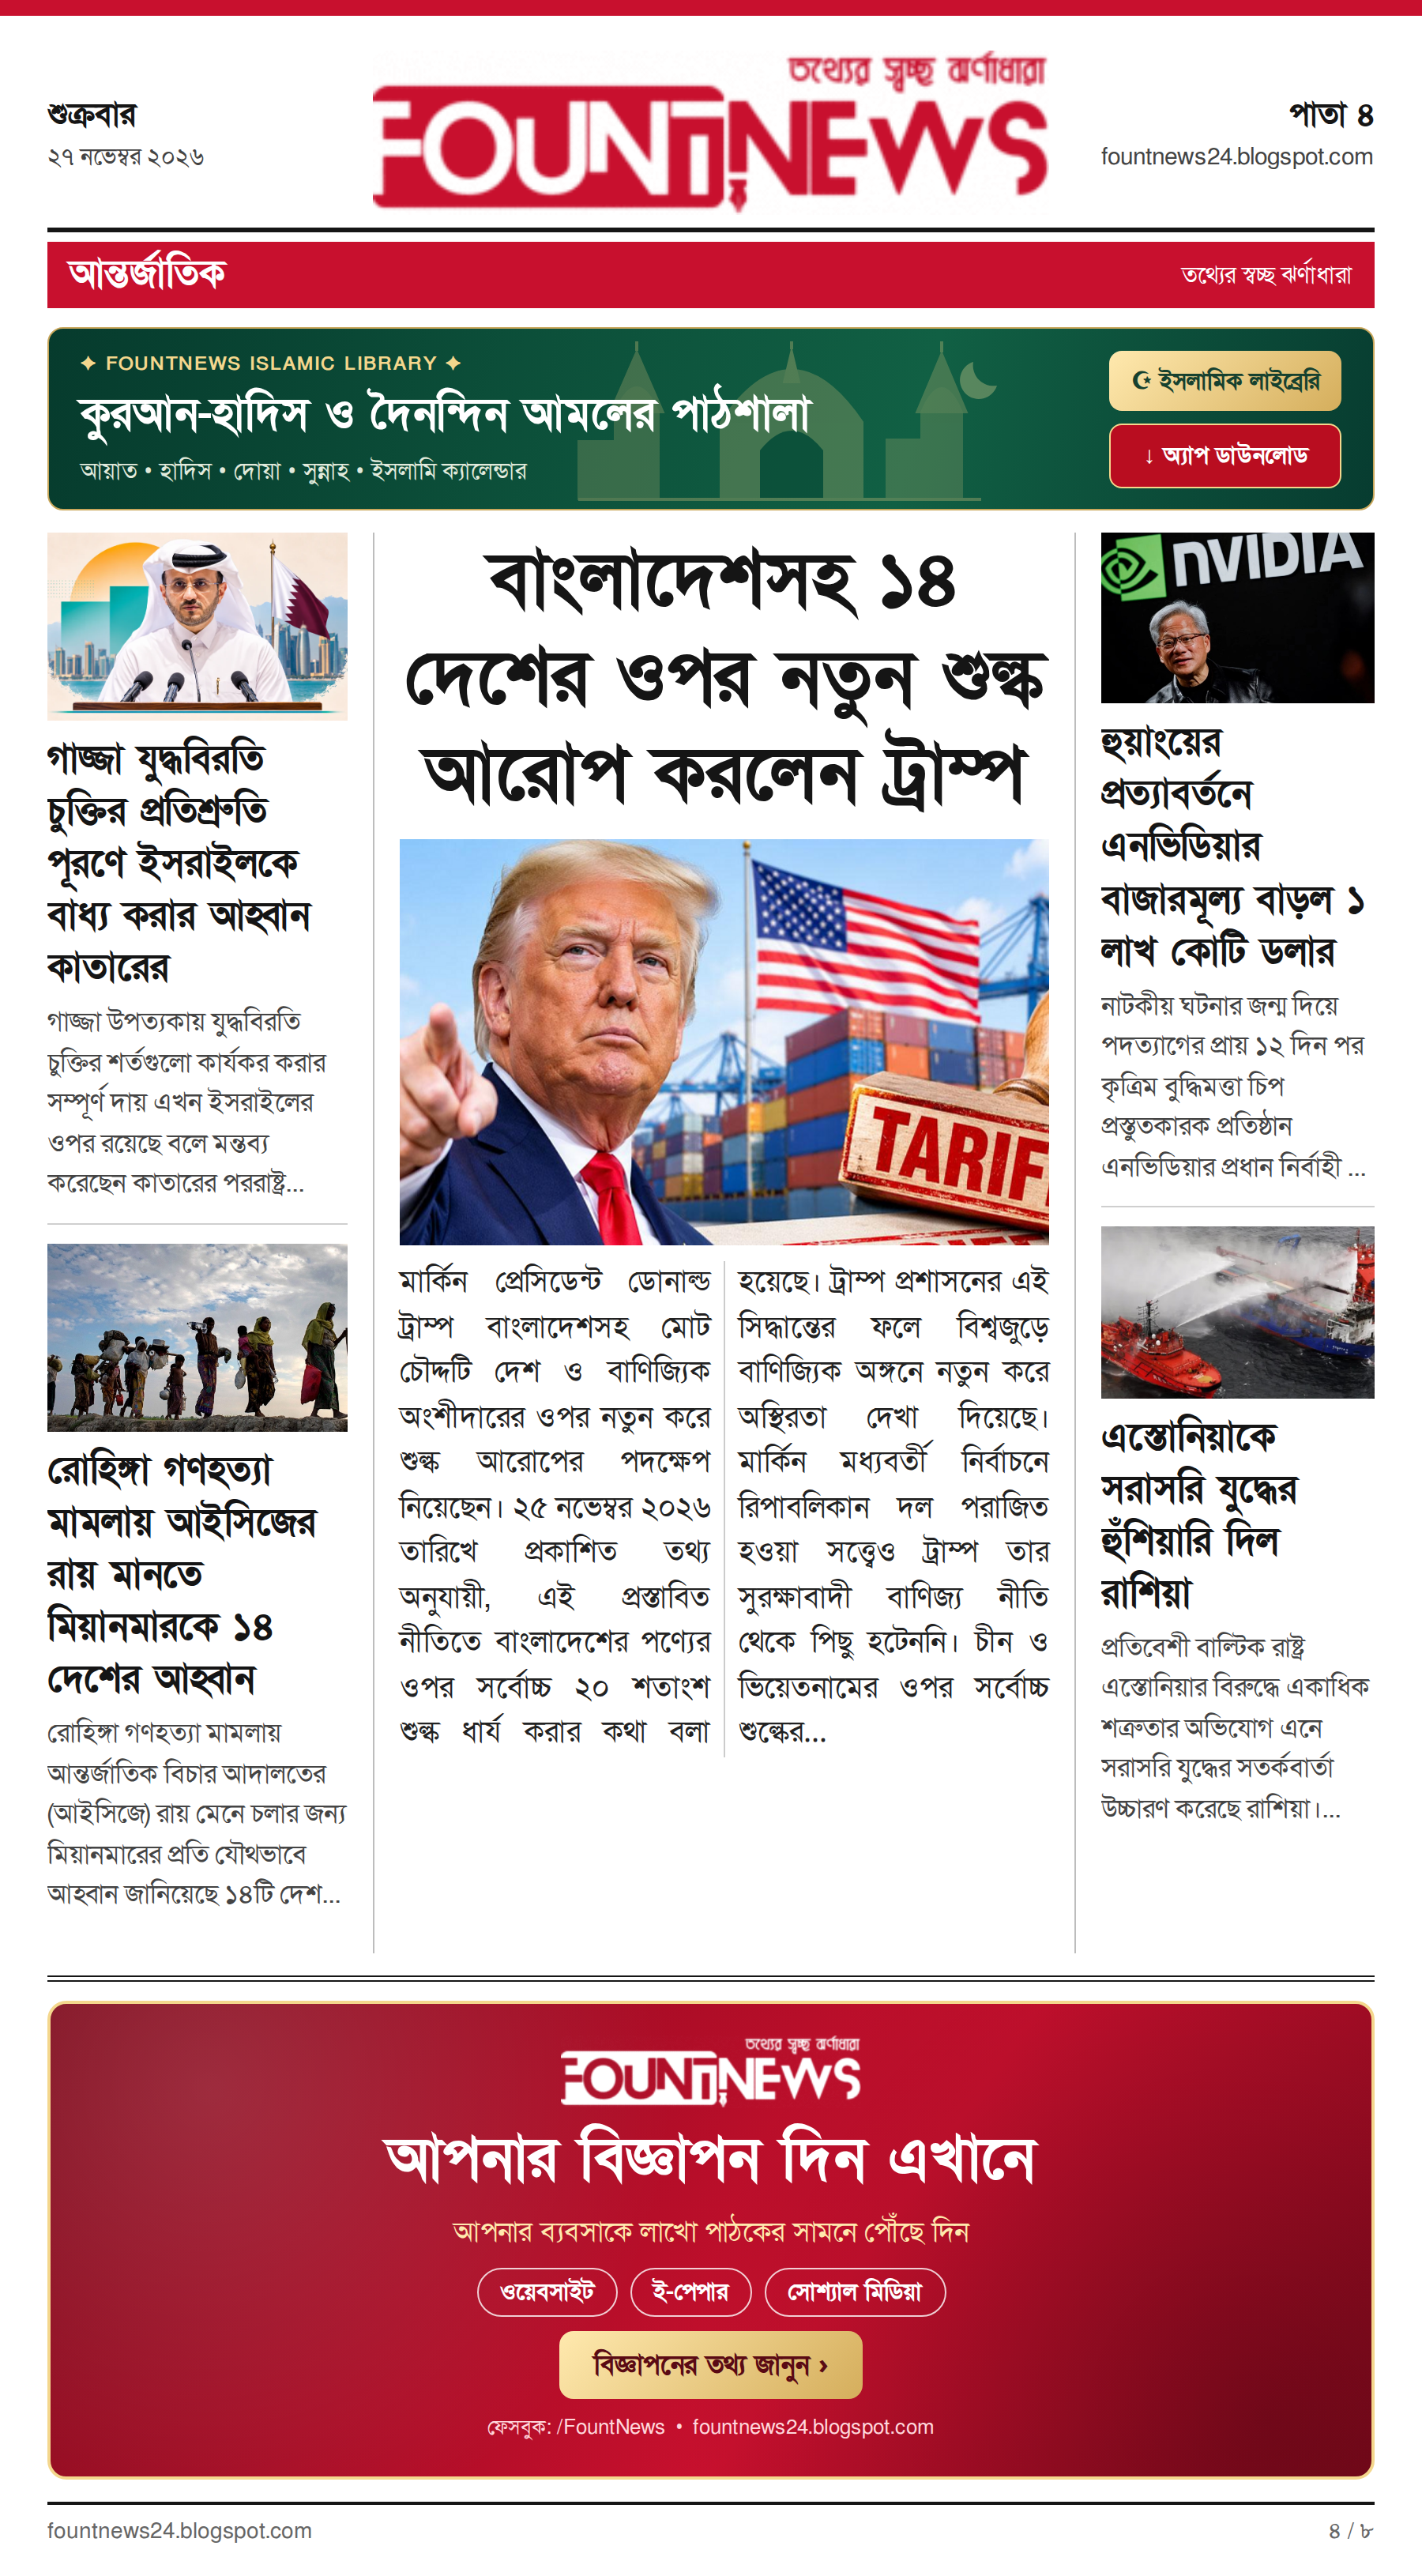 শুক্রবার
২৭ নভেম্বর ২০২৬
তথ্যের স্বচ্ছ ঝর্ণাধারা
FOUNTNEWS
পাতা ৪
fountnews24.blogspot.com
আন্তর্জাতিক
তথ্যের স্বচ্ছ ঝর্ণাধারা
✦ FOUNTNEWS ISLAMIC LIBRARY ✦
কুরআন-হাদিস ও দৈনন্দিন আমলের পাঠশালা
আয়াত • হাদিস • দোয়া • সুন্নাহ • ইসলামি ক্যালেন্ডার
☪ ইসলামিক লাইব্রেরি
↓ অ্যাপ ডাউনলোড
গাজ্জা যুদ্ধবিরতি
চুক্তির প্রতিশ্রুতি
পূরণে ইসরাইলকে
বাধ্য করার আহ্বান
কাতারের
গাজ্জা উপত্যকায় যুদ্ধবিরতি
চুক্তির শর্তগুলো কার্যকর করার
সম্পূর্ণ দায় এখন ইসরাইলের
ওপর রয়েছে বলে মন্তব্য
করেছেন কাতারের পররাষ্ট্র...
রোহিঙ্গা গণহত্যা
মামলায় আইসিজের
রায় মানতে
মিয়ানমারকে ১৪
দেশের আহ্বান
রোহিঙ্গা গণহত্যা মামলায়
আন্তর্জাতিক বিচার আদালতের
(আইসিজে) রায় মেনে চলার জন্য
মিয়ানমারের প্রতি যৌথভাবে
আহ্বান জানিয়েছে ১৪টি দেশ...
বাংলাদেশসহ ১৪
দেশের ওপর নতুন শুল্ক
আরোপ করলেন ট্রাম্প
TARIF
মার্কিন প্রেসিডেন্ট ডোনাল্ড
ট্রাম্প বাংলাদেশসহ মোট
চৌদ্দটি দেশ ও বাণিজ্যিক
অংশীদারের ওপর নতুন করে
শুল্ক আরোপের পদক্ষেপ
নিয়েছেন। ২৫ নভেম্বর ২০২৬
তারিখে প্রকাশিত তথ্য
অনুযায়ী, এই প্রস্তাবিত
নীতিতে বাংলাদেশের পণ্যের
ওপর সর্বোচ্চ ২০ শতাংশ
শুল্ক ধার্য করার কথা বলা
হয়েছে। ট্রাম্প প্রশাসনের এই
সিদ্ধান্তের ফলে বিশ্বজুড়ে
বাণিজ্যিক অঙ্গনে নতুন করে
অস্থিরতা দেখা দিয়েছে।
মার্কিন মধ্যবর্তী নির্বাচনে
রিপাবলিকান দল পরাজিত
হওয়া সত্ত্বেও ট্রাম্প তার
সুরক্ষাবাদী বাণিজ্য নীতি
থেকে পিছু হটেননি। চীন ও
ভিয়েতনামের ওপর সর্বোচ্চ
শুল্কের...
NVIDIA
হুয়াংয়ের
প্রত্যাবর্তনে
এনভিডিয়ার
বাজারমূল্য বাড়ল ১
লাখ কোটি ডলার
নাটকীয় ঘটনার জন্ম দিয়ে
পদত্যাগের প্রায় ১২ দিন পর
কৃত্রিম বুদ্ধিমত্তা চিপ
প্রস্তুতকারক প্রতিষ্ঠান
এনভিডিয়ার প্রধান নির্বাহী ...
এস্তোনিয়াকে
সরাসরি যুদ্ধের
হুঁশিয়ারি দিল
রাশিয়া
প্রতিবেশী বাল্টিক রাষ্ট্র
এস্তোনিয়ার বিরুদ্ধে একাধিক
শত্রুতার অভিযোগ এনে
সরাসরি যুদ্ধের সতর্কবার্তা
উচ্চারণ করেছে রাশিয়া।...
তথ্যের স্বচ্ছ ঝর্ণাধারা
FOUNTNEWS
আপনার বিজ্ঞাপন দিন এখানে
আপনার ব্যবসাকে লাখো পাঠকের সামনে পৌঁছে দিন
ওয়েবসাইট ই-পেপার সোশ্যাল মিডিয়া
বিজ্ঞাপনের তথ্য জানুন ›
ফেসবুক: /FountNews • fountnews24.blogspot.com
fountnews24.blogspot.com
৪ / ৮